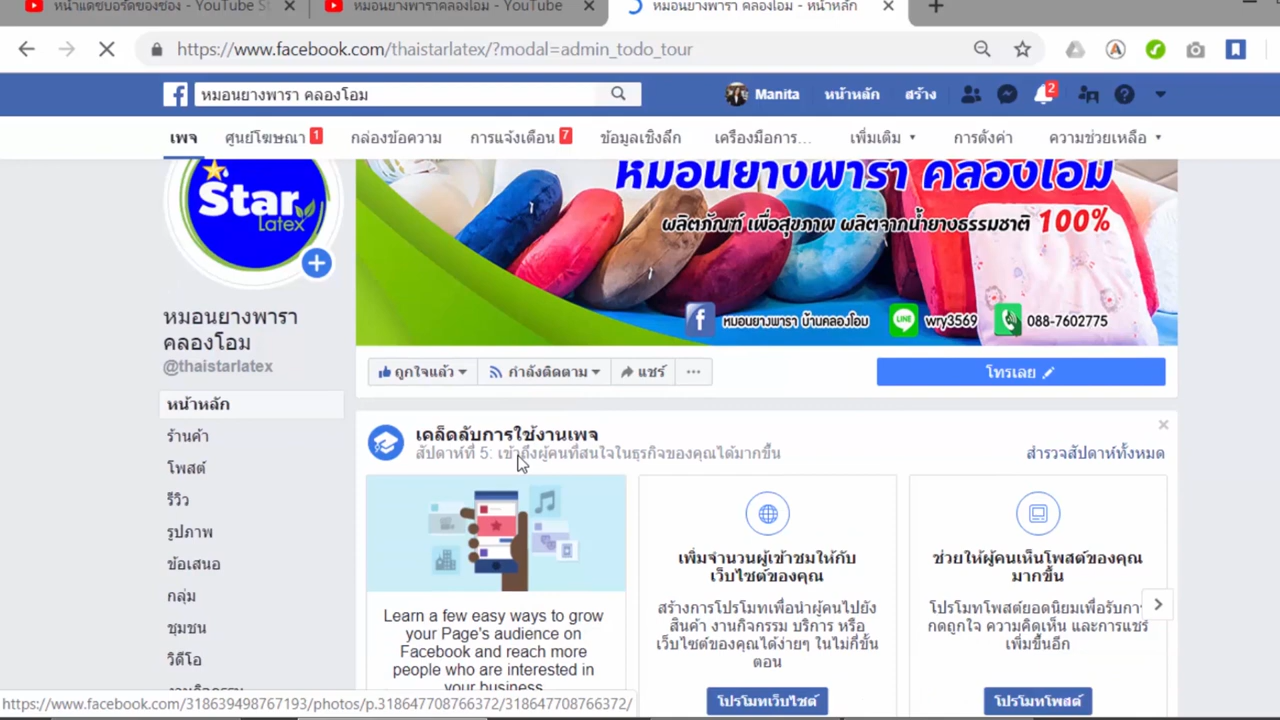 หน้าแดชบอร์ดของช่อง - YouTube S
หมอนยางพาราคลองโอม - YouTube
หมอนยางพารา คลองโอม - หน้าหลัก
https://www.facebook.com/thaistarlatex/?modal=admin_todo_tour
หมอนยางพารา คลองโอม
Manita
หน้าหลัก
สร้าง
2
เพจ
ศูนย์โฆษณา 1
กล่องข้อความ
การแจ้งเตือน 7
ข้อมูลเชิงลึก
เครื่องมือการ...
เพิ่มเติม
การตั้งค่า
ความช่วยเหลือ
Star
Latex
หมอนยางพารา คลองโอม
ผลิตภัณฑ์ เพื่อสุขภาพ ผลิตจากน้ำยางธรรมชาติ 100%
หมอนยางพารา บ้านคลองโอม
LINE
wry3569
088-7602775
หมอนยางพารา
คลองโอม
@thaistarlatex
หน้าหลัก
ร้านค้า
โพสต์
รีวิว
รูปภาพ
ข้อเสนอ
กลุ่ม
ชุมชน
วิดีโอ
ถูกใจแล้ว
กำลังติดตาม
แชร์
โทรเลย
เคล็ดลับการใช้งานเพจ
สัปดาห์ที่ 5: เข้าถึงผู้คนที่สนใจในธุรกิจของคุณได้มากขึ้น
สำรวจสัปดาห์ทั้งหมด
Learn a few easy ways to grow
your Page's audience on
Facebook and reach more
people who are interested in
your business
เพิ่มจำนวนผู้เข้าชมให้กับ
เว็บไซต์ของคุณ
สร้างการโปรโมทเพื่อนำผู้คนไปยัง
สินค้า งานกิจกรรม บริการ หรือ
เว็บไซต์ของคุณได้ง่ายๆ ในไม่กี่ขั้น
ตอน
โปรโมทเว็บไซต์
ช่วยให้ผู้คนเห็นโพสต์ของคุณ
มากขึ้น
โปรโมทโพสต์ยอดนิยมเพื่อรับกา
กดถูกใจ ความคิดเห็น และการแชร์
เพิ่มขึ้นอีก
โปรโมทโพสต์
https://www.facebook.com/318639498767193/photos/p.318647708766372/318647708766372/